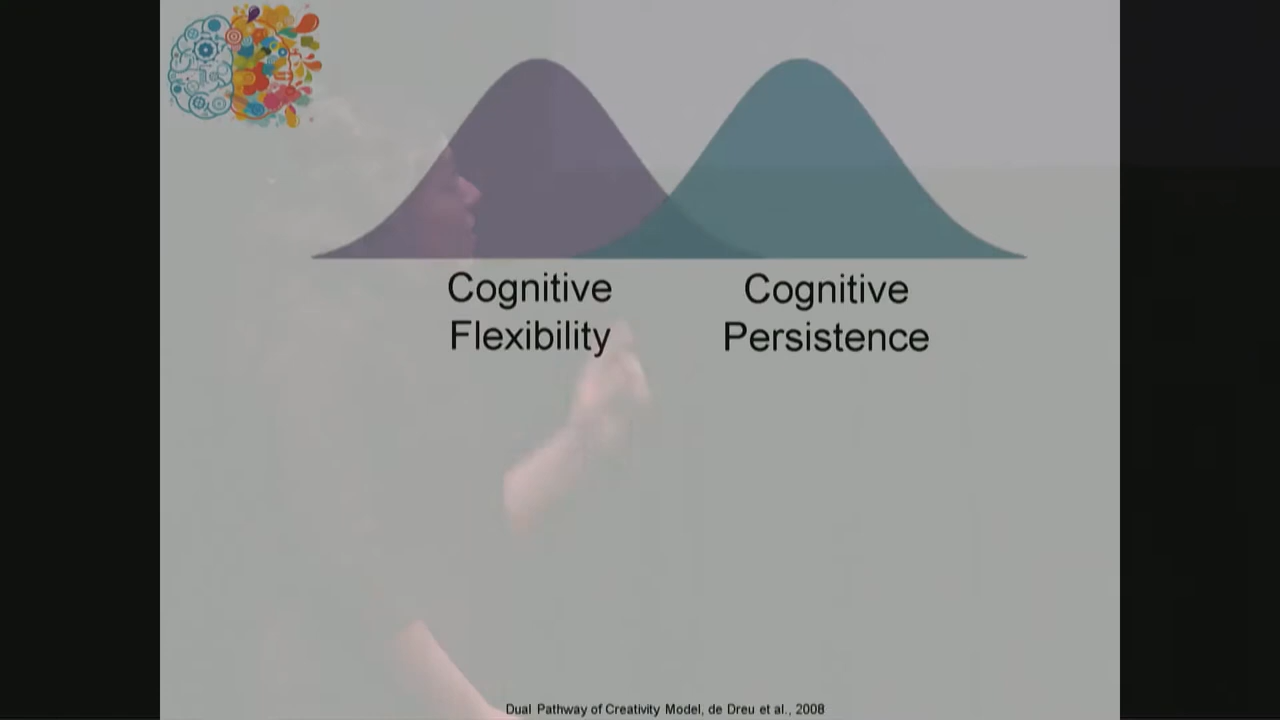 Cognitive
Flexibility
Cognitive
Persistence
Dual Pathway of Creativity Model, de Dreu et al., 2008